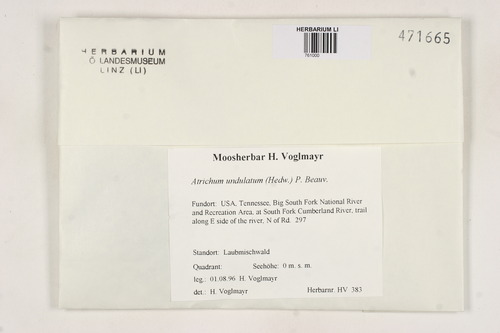 HERBARIUM LI
761000
471665
HERBARIUM
Ö LANDESMUSEUM
LINZ (LI)
Moosherbar H. Voglmayr
Atrichum undulatum (Hedw.) P. Beauv.
Fundort: USA, Tennessee, Big South Fork National River
and Recreation Area, at South Fork Cumberland River, trail
along E side of the river, N of Rd. 297.
Standort: Laubmischwald
Quadrant: Seehöhe: 0 m. s. m.
leg.: 01.08.96 H. Voglmayr
det.: H. Voglmayr Herbarnr. HV 383